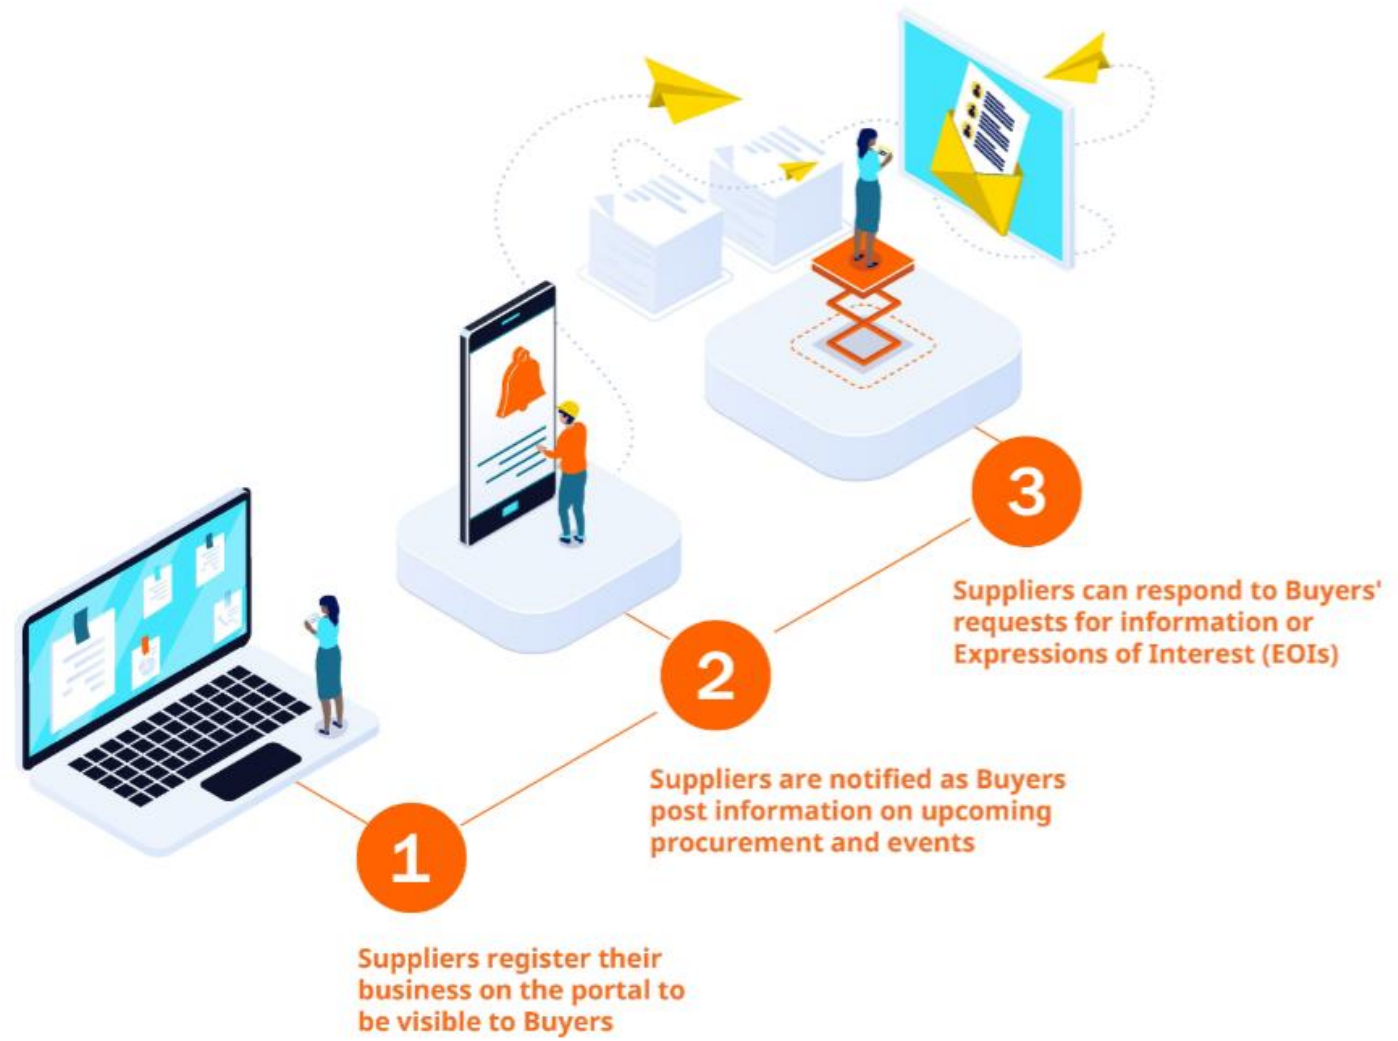 1
Suppliers register their
business on the portal to
be visible to Buyers
2
Suppliers are notified as Buyers
post information on upcoming
procurement and events
3
Suppliers can respond to Buyers'
requests for information or
Expressions of Interest (EOIs)